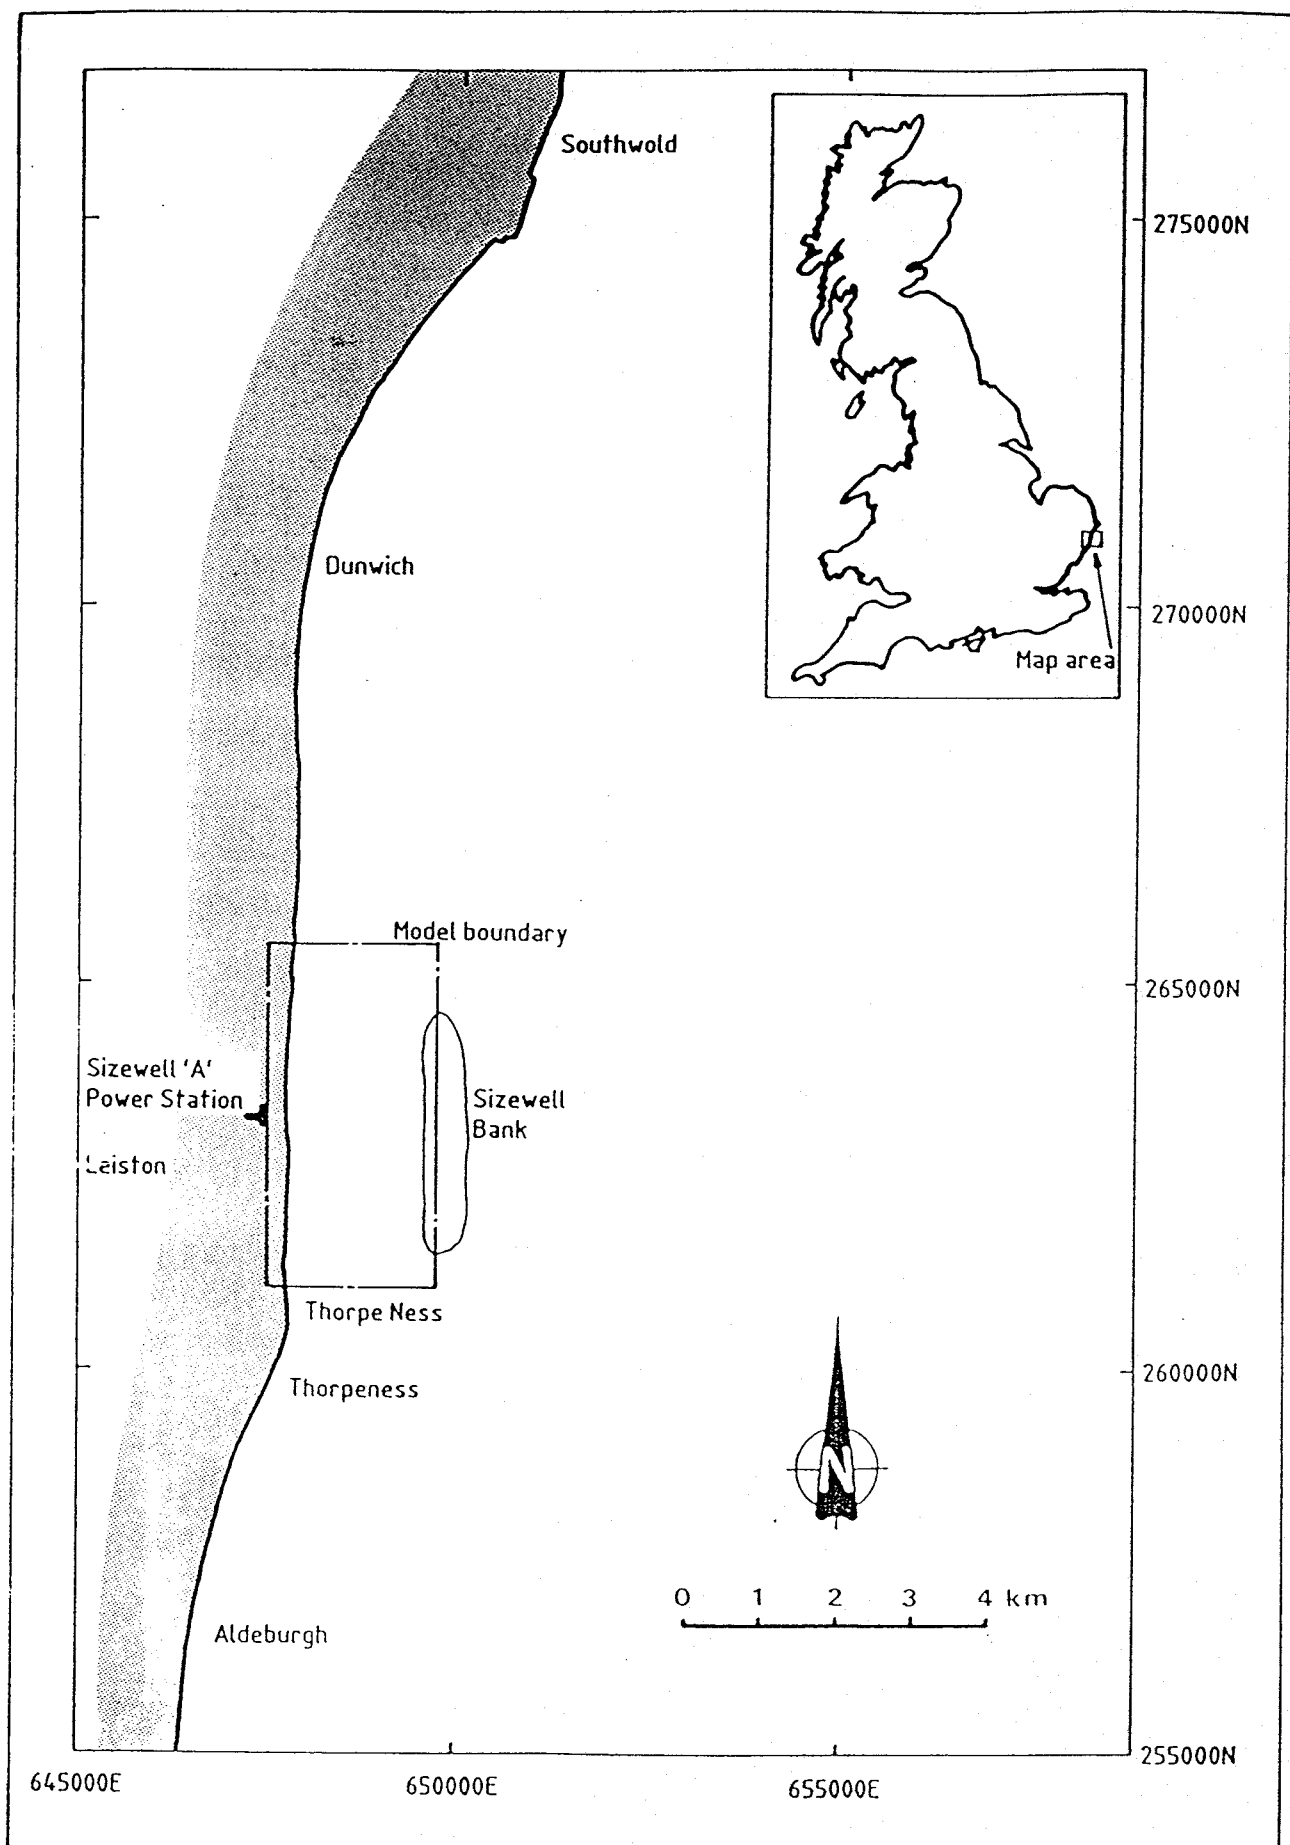 Southwold
275000N
Dunwich
270000N
Map area
Model boundary
265000N
Sizewell 'A'
Power Station
Sizewell
Bank
Leiston
Thorpe Ness
260000N
Thorpeness
N
0 1 2 3 4 km
Aldeburgh
255000N
645000E
650000E
655000E